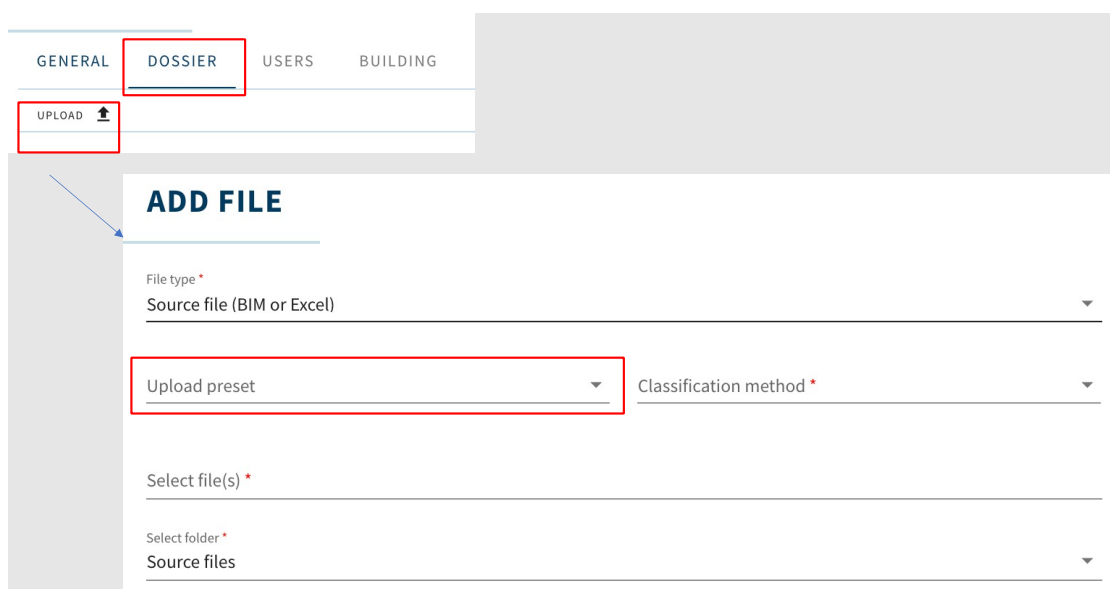 GENERAL DOSSIER USERS BUILDING
UPLOAD
ADD FILE
File type *
Source file (BIM or Excel)
Upload preset Classification method *
Select file(s) *
Select folder *
Source files